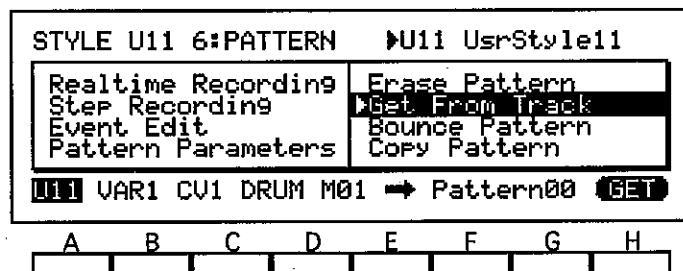 STYLE U11 6:PATTERN ▶U11 UsrStyle11
Realtime Recording Erase Pattern
Step Recording ▶Get From Track
Event Edit Bounce Pattern
Pattern Parameters Copy Pattern
U11 VAR1 CV1 DRUM M01 ➡ Pattern00 GET
A B C D E F G H